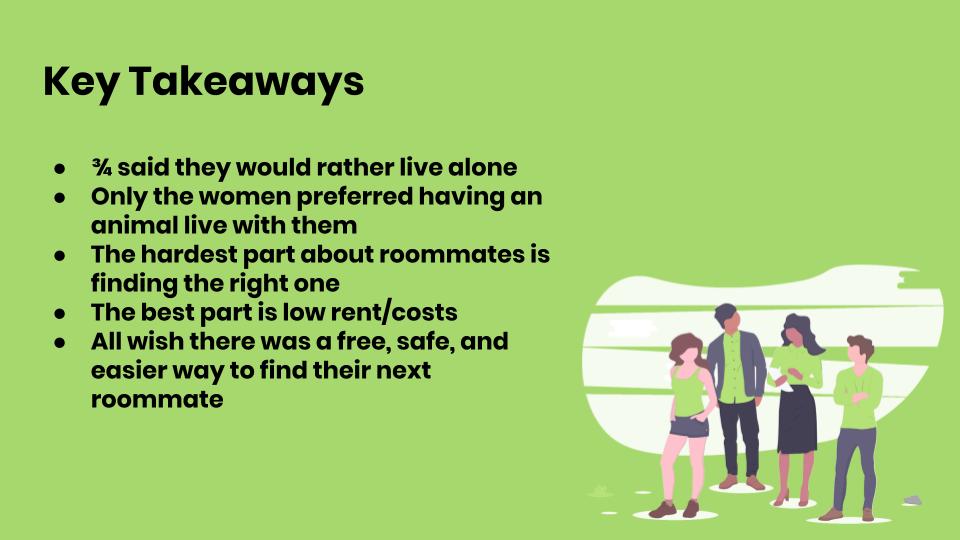 Key Takeaways
● ¾ said they would rather live alone
● Only the women preferred having an
animal live with them
● The hardest part about roommates is
finding the right one
● The best part is low rent/costs
● All wish there was a free, safe, and
easier way to find their next
roommate